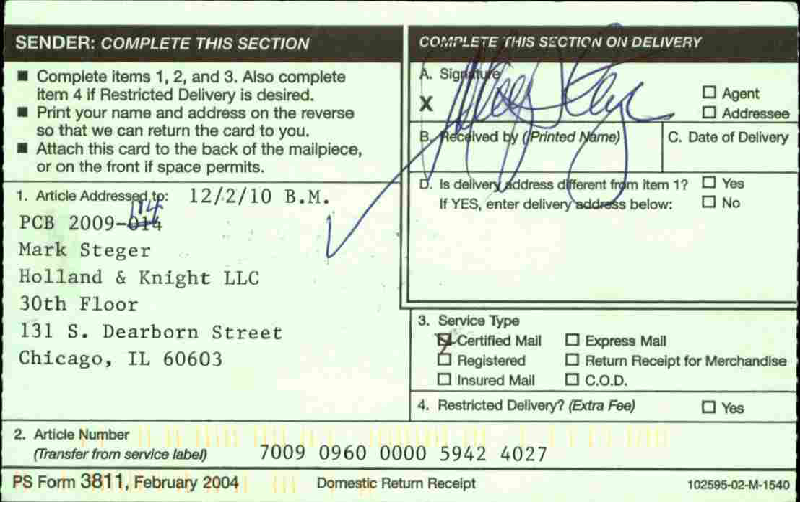 SENDER: COMPLETE THIS SECTION
■ Complete items 1, 2, and 3. Also complete
item 4 if Restricted Delivery is desired.
■ Print your name and address on the reverse
so that we can return the card to you.
■ Attach this card to the back of the mailpiece,
or on the front if space permits.
1. Article Addressed to: 12/2/10 B.M.
PCB 2009-014
114
Mark Steger
Holland & Knight LLC
30th Floor
131 S. Dearborn Street
Chicago, IL 60603
2. Article Number
(Transfer from service label) 7009 0960 0000 5942 4027
COMPLETE THIS SECTION ON DELIVERY
A. Signature
X
□ Agent
□ Addressee
B. Received by (Printed Name) C. Date of Delivery
D. Is delivery address different from item 1? □ Yes
If YES, enter delivery address below: □ No
3. Service Type
☑ Certified Mail □ Express Mail
□ Registered □ Return Receipt for Merchandise
□ Insured Mail □ C.O.D.
4. Restricted Delivery? (Extra Fee) □ Yes
PS Form 3811, February 2004 Domestic Return Receipt 102595-02-M-1540